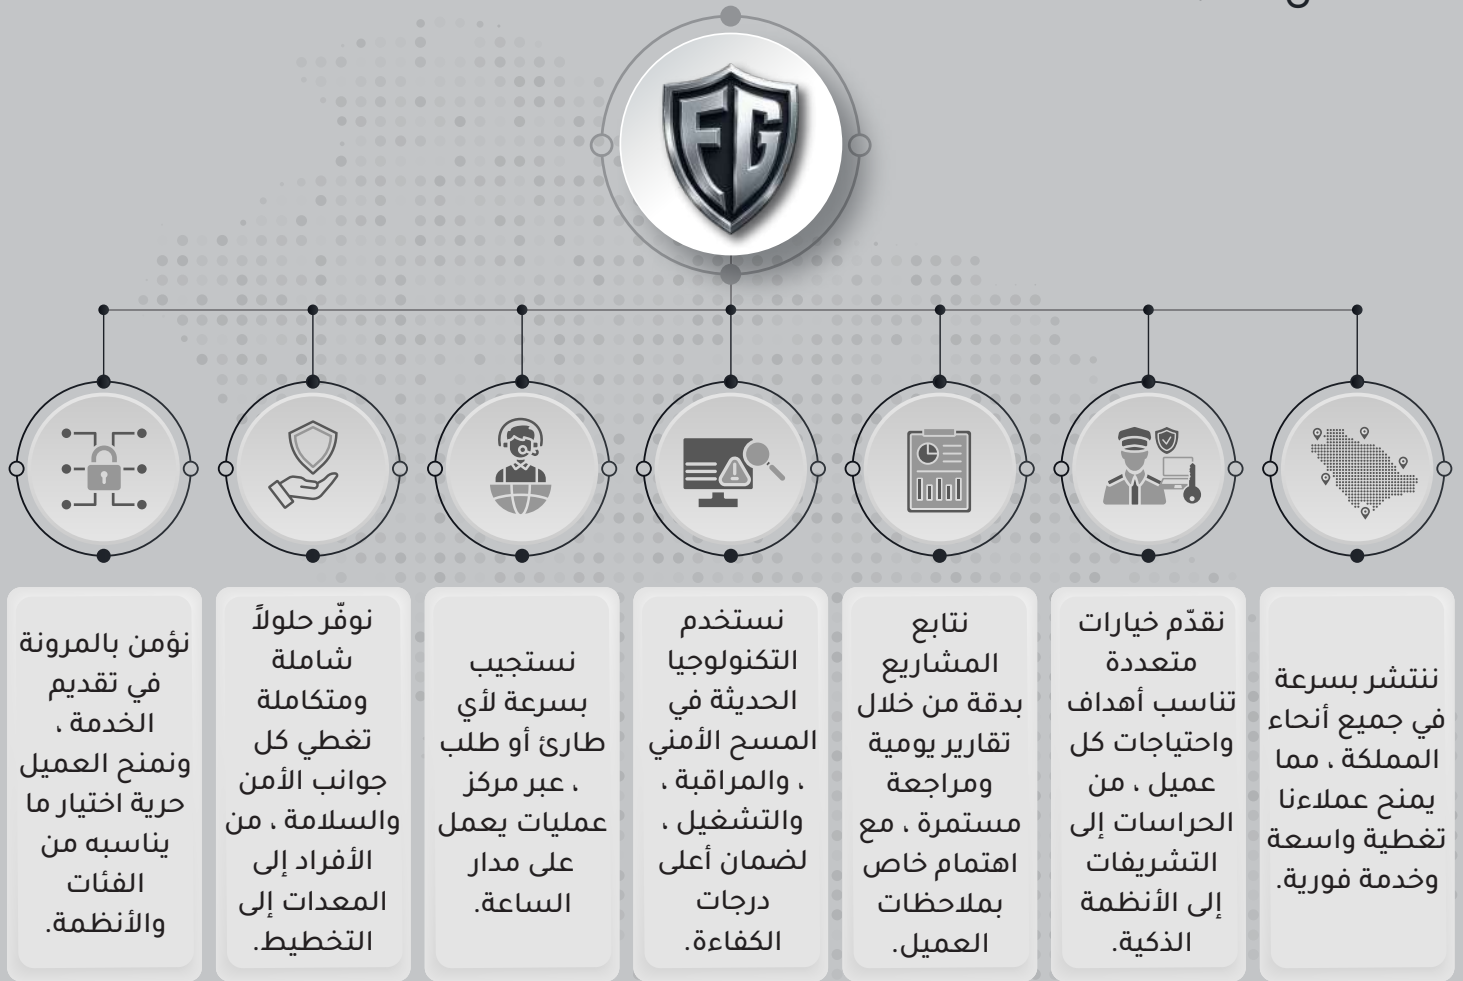 FG
ننتشر بسرعة
في جميع أنحاء
المملكة ، مما
يمنح عملاءنا
تغطية واسعة
وخدمة فورية.
نقدّم خيارات
متعددة
تناسب أهداف
واحتياجات كل
عميل ، من
الحراسات إلى
التشريفات
إلى الأنظمة
الذكية.
نتابع
المشاريع
بدقة من خلال
تقارير يومية
ومراجعة
مستمرة ، مع
اهتمام خاص
بملاحظات
العميل.
نستخدم
التكنولوجيا
الحديثة في
المسح الأمني
، والمراقبة ،
والتشغيل ،
لضمان أعلى
درجات
الكفاءة.
نستجيب
بسرعة لأي
طارئ أو طلب
، عبر مركز
عمليات يعمل
على مدار
الساعة.
نوفّر حلولاً
شاملة
ومتكاملة
تغطي كل
جوانب الأمن
والسلامة ، من
الأفراد إلى
المعدات إلى
التخطيط.
نؤمن بالمرونة
في تقديم
الخدمة ،
ونمنح العميل
حرية اختيار ما
يناسبه من
الفئات
والأنظمة.